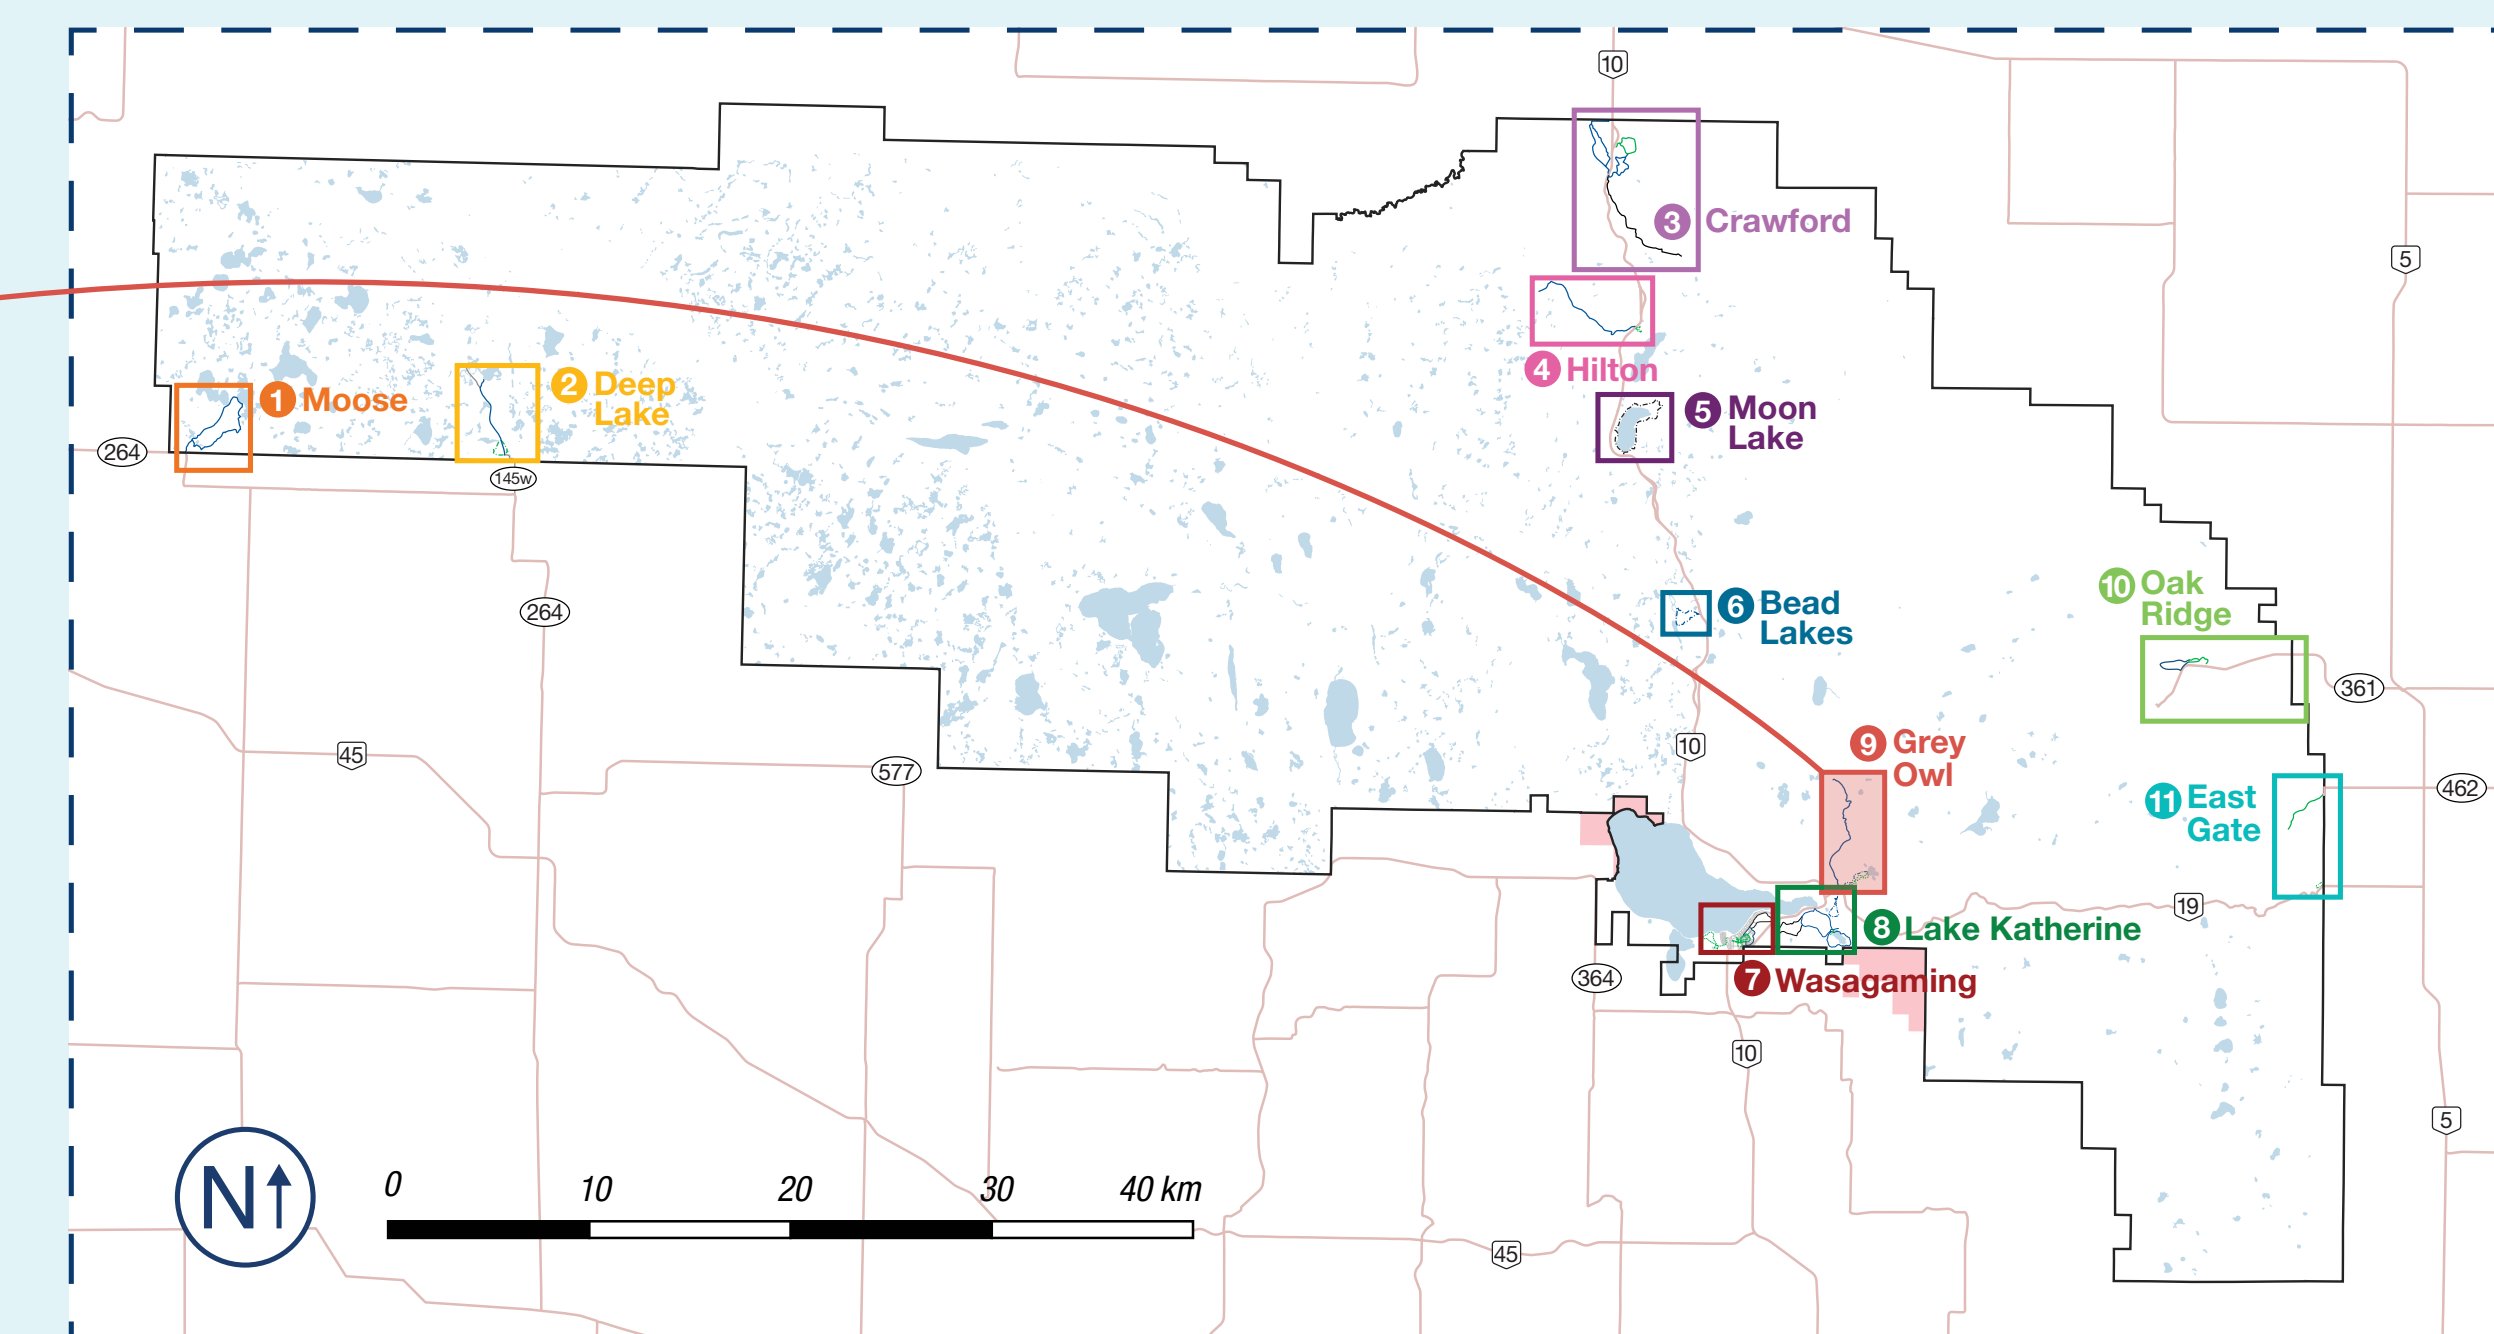 10
3 Crawford
5
4 Hilton
1 Moose
2 Deep
Lake
5 Moon
Lake
264
145w
264
6 Bead
Lakes
10 Oak
Ridge
361
45
577
10
9 Grey
Owl
11 East
Gate
462
19
8 Lake Katherine
364
7 Wasagaming
10
5
N
0 10 20 30 40 km
45